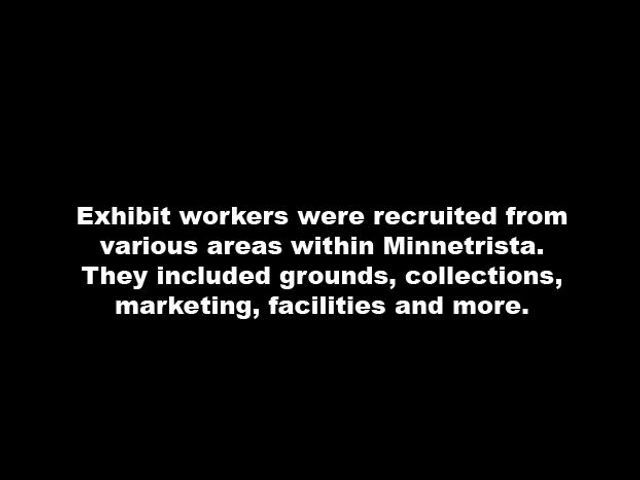 Exhibit workers were recruited from
various areas within Minnetrista.
They included grounds, collections,
marketing, facilities and more.